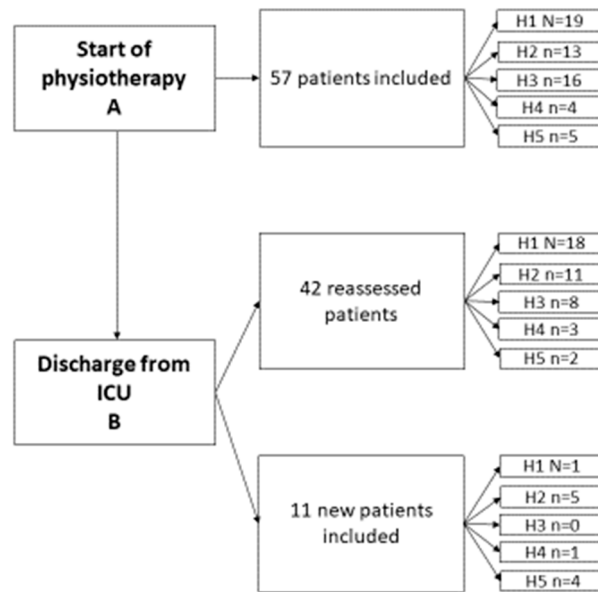 Start of
physiotherapy
A
57 patients included
H1 N=19
H2 n=13
H3 n=16
H4 n=4
H5 n=5
Discharge from
ICU
B
42 reassessed
patients
H1 N=18
H2 n=11
H3 n=8
H4 n=3
H5 n=2
11 new patients
included
H1 N=1
H2 n=5
H3 n=0
H4 n=1
H5 n=4